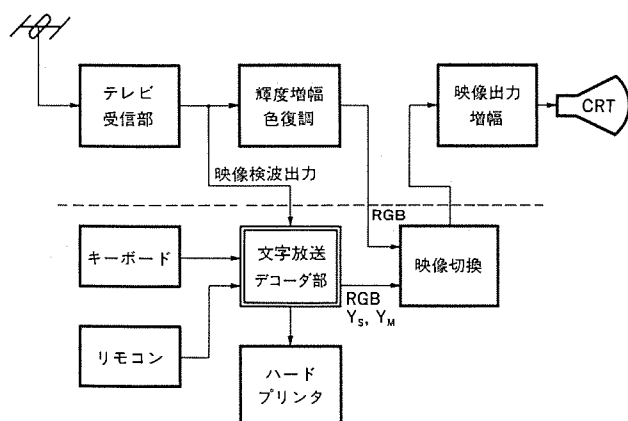 テレビ
受信部
輝度増幅
色復調
映像出力
増幅
CRT
映像検波出力
RGB
キーボード
文字放送
デコーダ部
映像切換
RGB
Ys, YM
リモコン
ハード
プリンタ